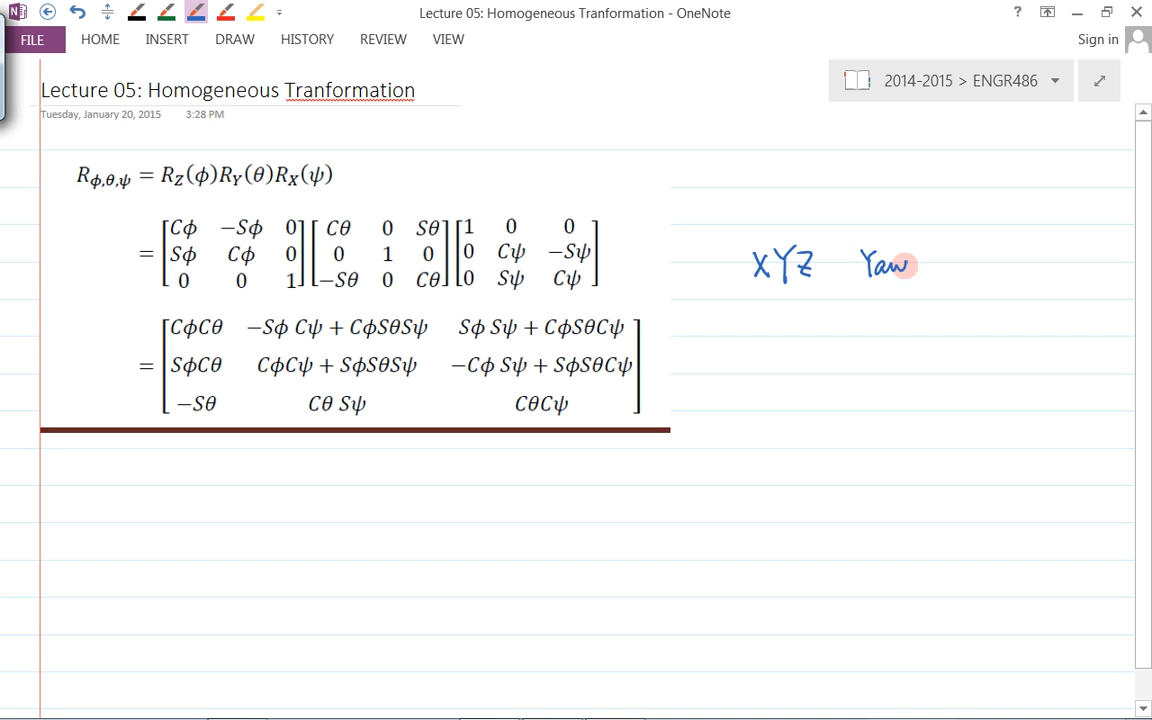 Lecture 05: Homogeneous Tranformation - OneNote
?
FILE HOME INSERT DRAW HISTORY REVIEW VIEW
Sign in
Lecture 05: Homogeneous Tranformation
2014-2015 > ENGR486
Tuesday, January 20, 2015 3:28 PM
R_{ϕ,θ,ψ} = R_Z(ϕ)R_Y(θ)R_X(ψ)
= [Cϕ −Sϕ 0] [Cθ 0 Sθ] [1 0 0]
[Sϕ Cϕ 0] [0 1 0] [0 Cψ −Sψ]
[0 0 1] [−Sθ 0 Cθ] [0 Sψ Cψ]
XYZ Yaw
= [CϕCθ −Sϕ Cψ + CϕSθSψ Sϕ Sψ + CϕSθCψ]
[SϕCθ CϕCψ + SϕSθSψ −Cϕ Sψ + SϕSθCψ]
[−Sθ Cθ Sψ CθCψ]